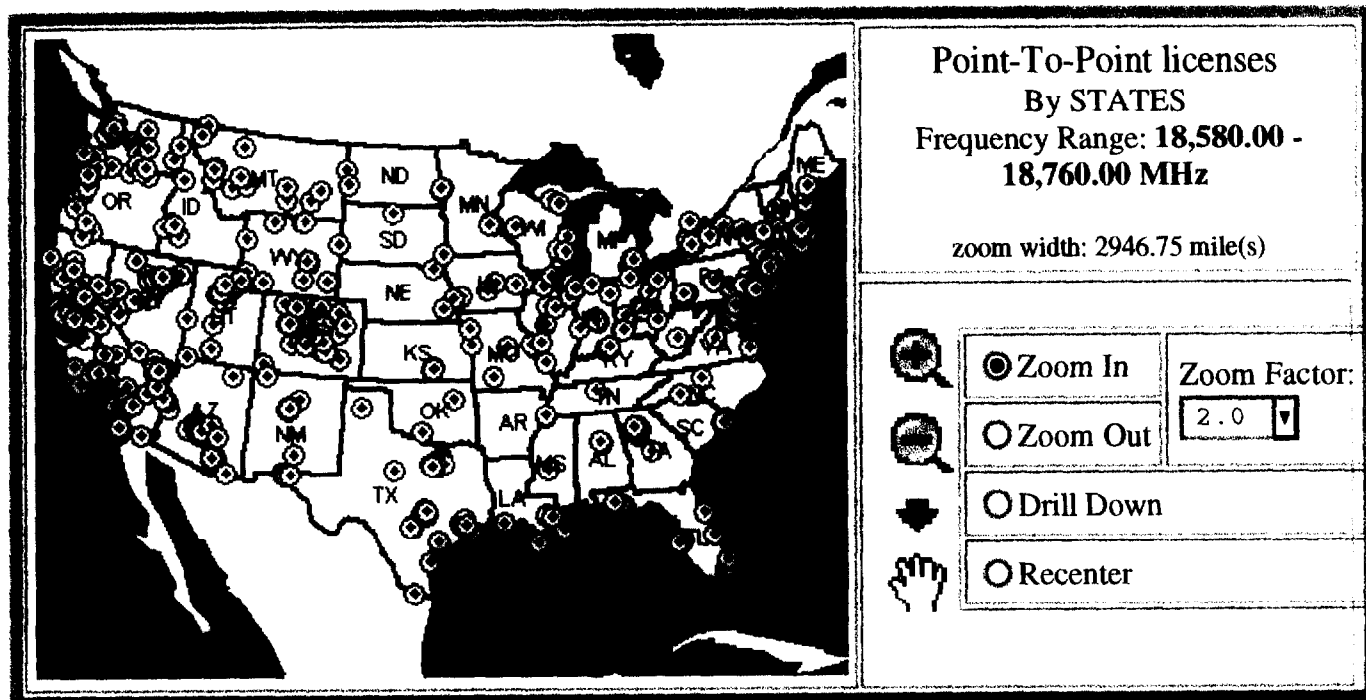 Point-To-Point licenses
By STATES
Frequency Range: 18,580.00 -
18,760.00 MHz
zoom width: 2946.75 mile(s)
Zoom In
Zoom Factor:
2.0
Zoom Out
Drill Down
Recenter
ME
MT
ND
OR
ID
MN
WI
MI
SD
WY
NE
UT
KS
MO
KY
VA
AZ
NM
OK
TN
AR
SC
MS
AL
GA
TX
LA